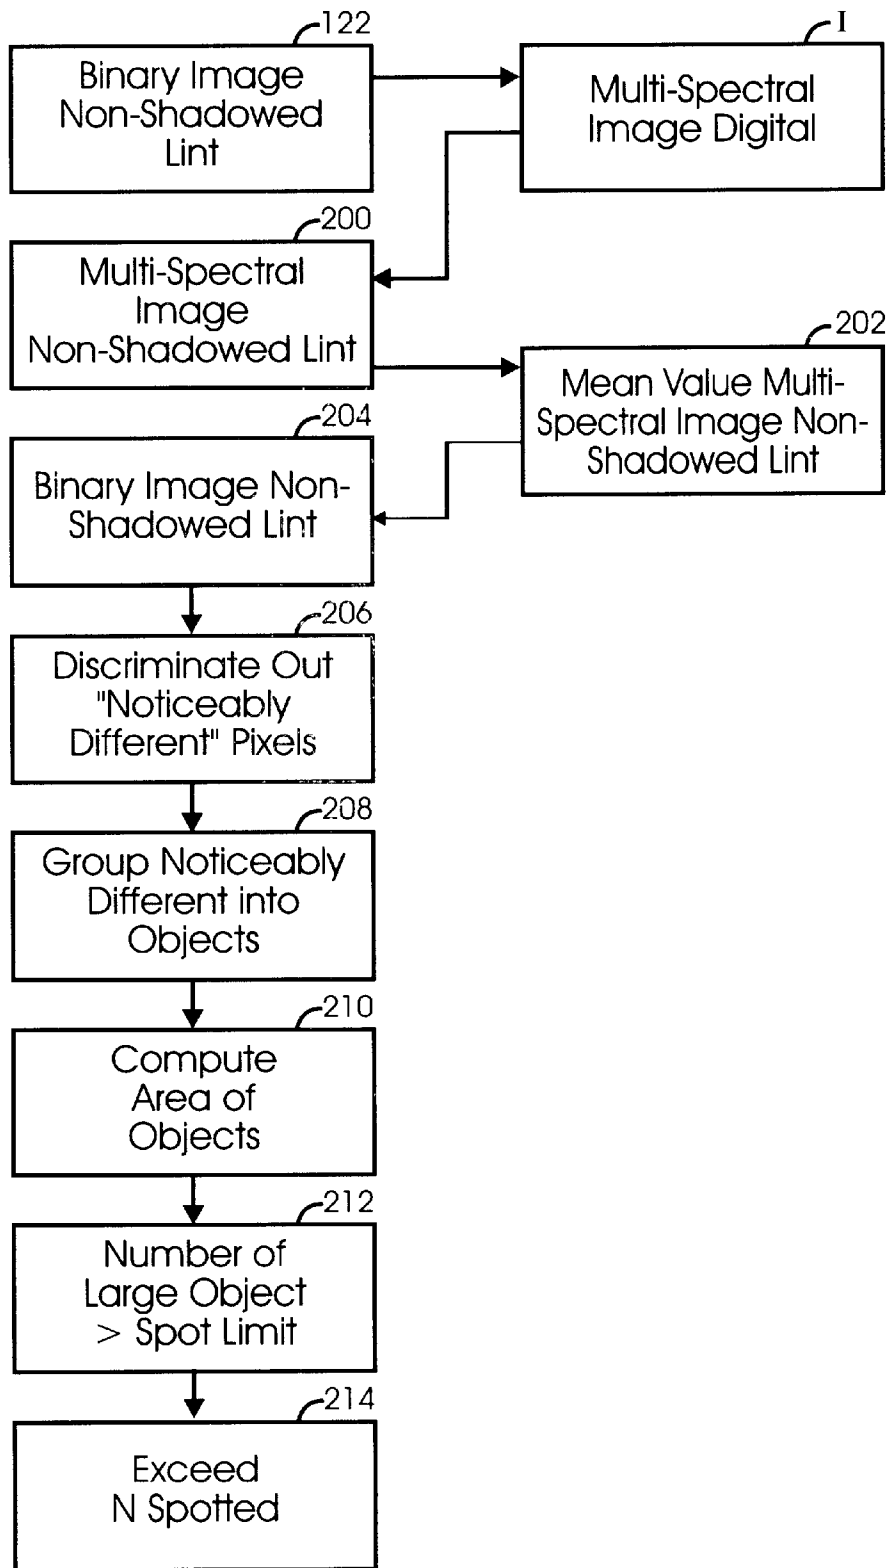 122
Binary Image
Non-Shadowed
Lint
I
Multi-Spectral
Image Digital
200
Multi-Spectral
Image
Non-Shadowed Lint
202
Mean Value Multi-
Spectral Image Non-
Shadowed Lint
204
Binary Image Non-
Shadowed Lint
206
Discriminate Out
"Noticeably
Different" Pixels
208
Group Noticeably
Different into
Objects
210
Compute
Area of
Objects
212
Number of
Large Object
> Spot Limit
214
Exceed
N Spotted